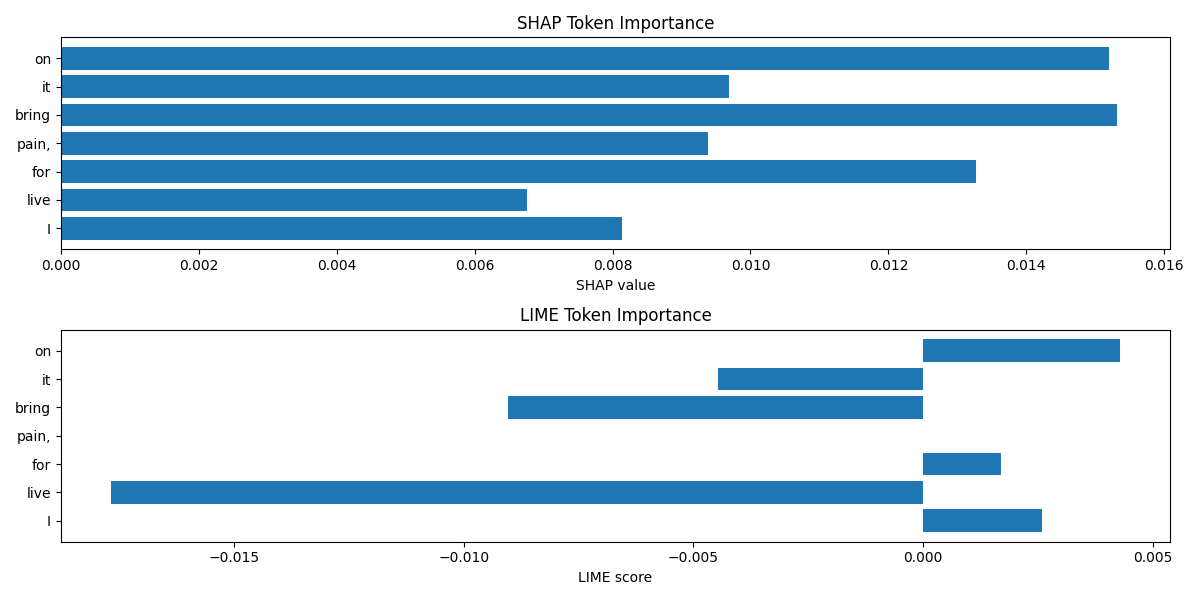 SHAP Token Importance
on
it
bring
pain,
for
live
I
0.000 0.002 0.004 0.006 0.008 0.010 0.012 0.014 0.016
SHAP value
LIME Token Importance
on
it
bring
pain,
for
live
I
−0.015 −0.010 −0.005 0.000 0.005
LIME score